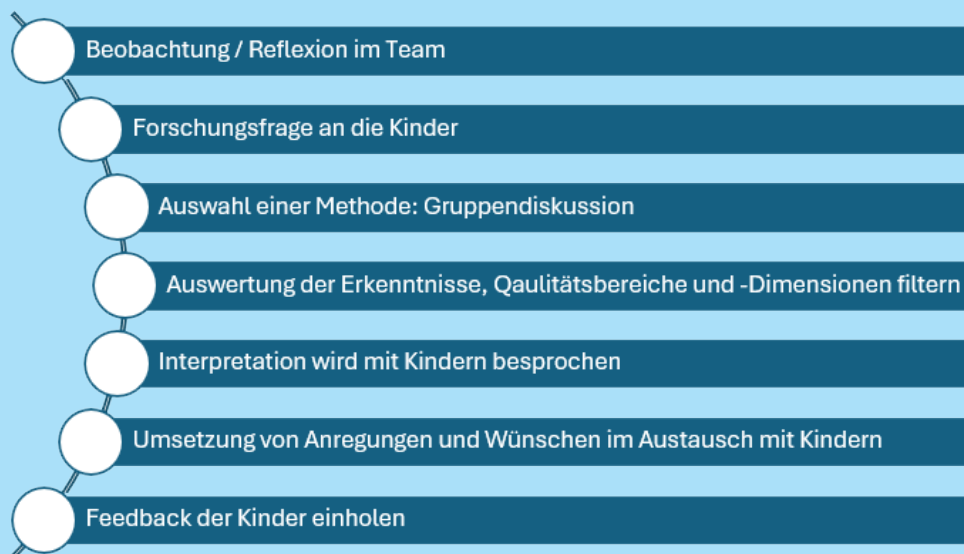 Beobachtung / Reflexion im Team
Forschungsfrage an die Kinder
Auswahl einer Methode: Gruppendiskussion
Auswertung der Erkenntnisse, Qaulitätsbereiche und -Dimensionen filtern
Interpretation wird mit Kindern besprochen
Umsetzung von Anregungen und Wünschen im Austausch mit Kindern
Feedback der Kinder einholen